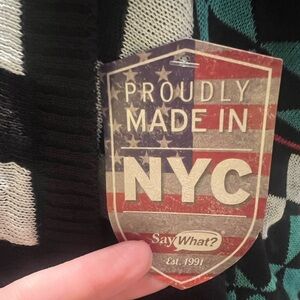 PROUDLY
MADE IN
NYC
Say What?
Est. 1991